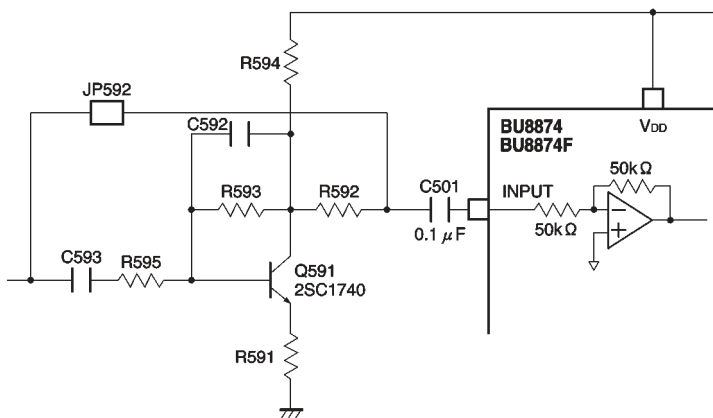 R594
JP592
C592
BU8874
BU8874F
VDD
R593
R592
C501
0.1 μF
INPUT
50kΩ
50kΩ
C593
R595
Q591
2SC1740
R591